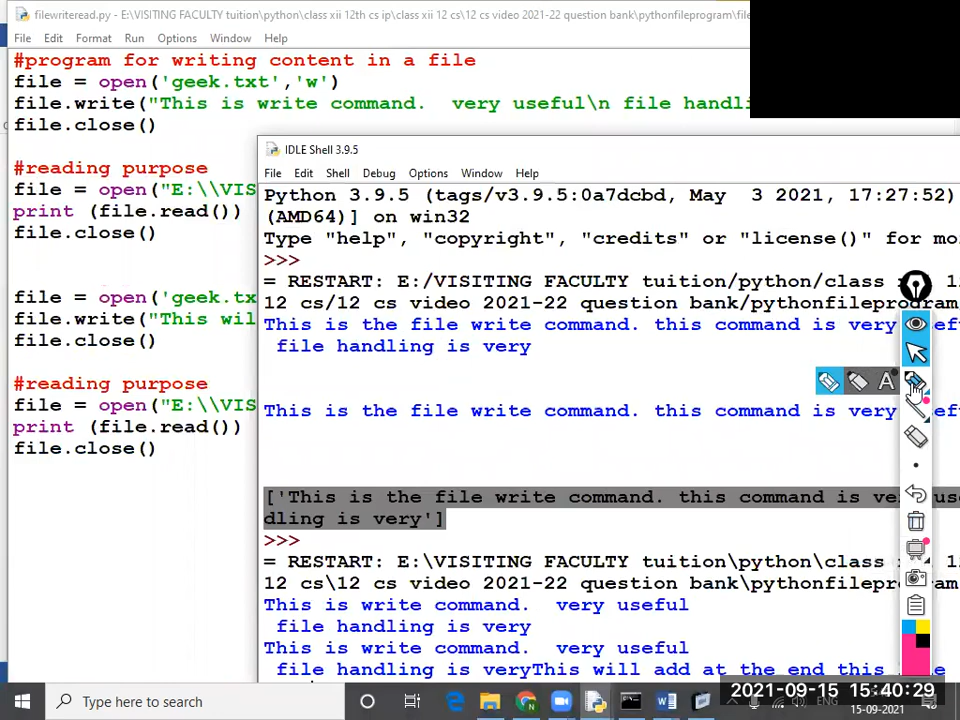 filewriteread.py - E:\VISITING FACULTY tuition\python\class xii 12th cs ip\class xii 12 cs\12 cs video 2021-22 question bank\pythonfileprogram\file
File Edit Format Run Options Window Help
#program for writing content in a file
file = open('geek.txt','w')
file.write("This is write command.  very useful\n file handli
file.close()
#reading purpose
file = open("E:\\VIS
print (file.read())
file.close()
file = open('geek.tx
file.write("This wil
file.close()
#reading purpose
file = open("E:\\VIS
print (file.read())
file.close()
IDLE Shell 3.9.5
File Edit Shell Debug Options Window Help
Python 3.9.5 (tags/v3.9.5:0a7dcbd, May  3 2021, 17:27:52)
(AMD64)] on win32
Type "help", "copyright", "credits" or "license()" for mo
>>>
= RESTART: E:/VISITING FACULTY tuition/python/class
12 cs/12 cs video 2021-22 question bank/pythonfileprogram
This is the file write command. this command is very
 file handling is very
This is the file write command. this command is very
['This is the file write command. this command is very
dling is very']
>>>
= RESTART: E:\VISITING FACULTY tuition\python\class
12 cs\12 cs video 2021-22 question bank\pythonfileprogram
This is write command.  very useful
 file handling is very
This is write command.  very useful
 file handling is veryThis will add at the end this
A
Type here to search
2021-09-15 15:40:29
15-09-2021